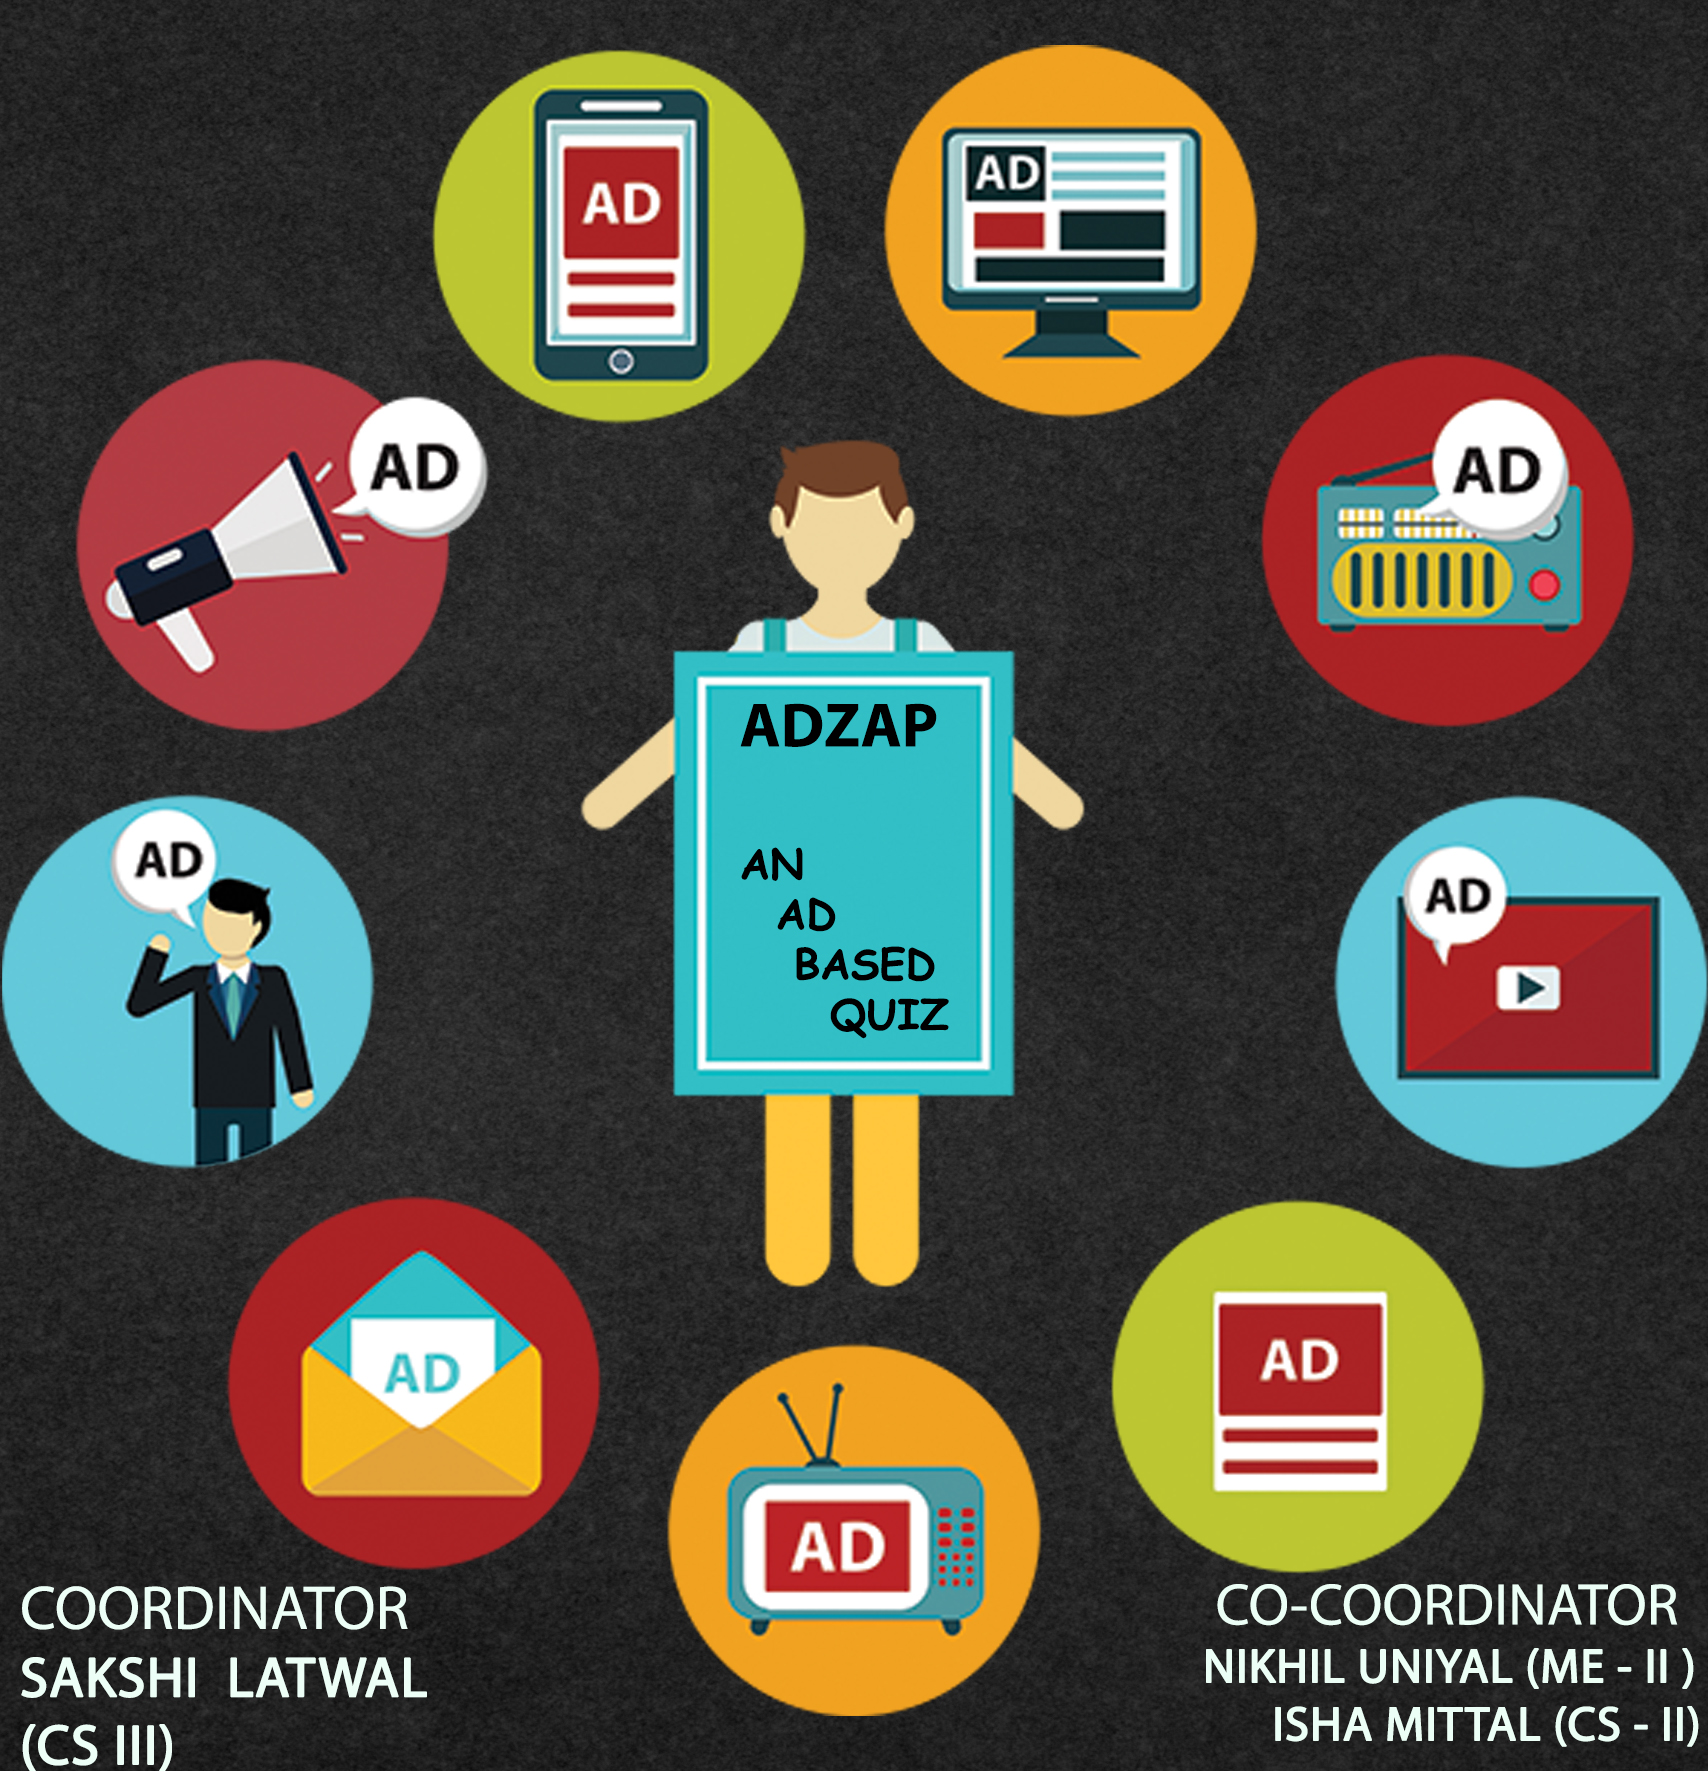 AD
AD
AD
AD
ADZAP
AN
AD
BASED
QUIZ
AD
AD
AD
AD
AD
COORDINATOR
SAKSHI LATWAL
(CS III)
CO-COORDINATOR
NIKHIL UNIYAL (ME - II )
ISHA MITTAL (CS - II)